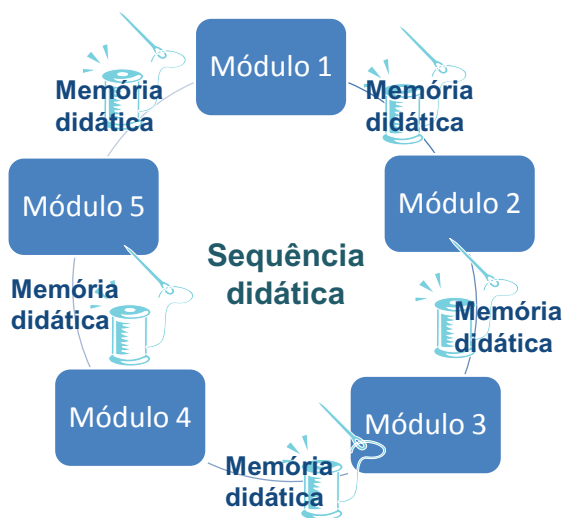 Módulo 1
Memória
didática
Memória
didática
Módulo 5
Módulo 2
Sequência
didática
Memória
didática
Memória
didática
Módulo 4
Módulo 3
Memória
didática